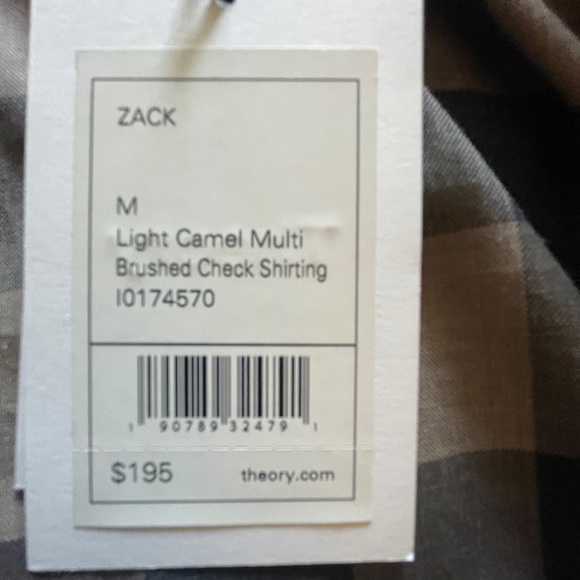 ZACK
M
Light Camel Multi
Brushed Check Shirting
I0174570
1 90789 32479 1
$195 theory.com